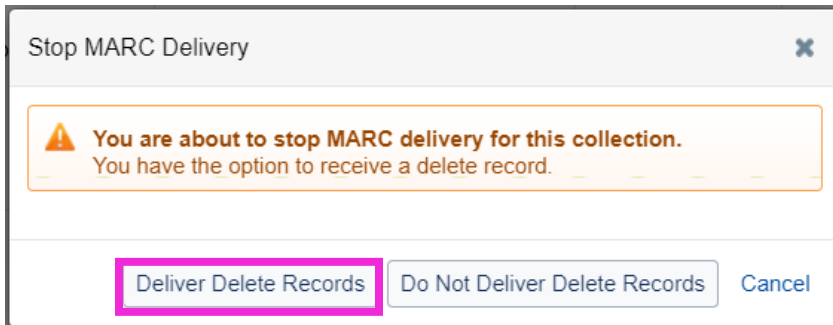 Stop MARC Delivery
You are about to stop MARC delivery for this collection.
You have the option to receive a delete record.
Deliver Delete Records Do Not Deliver Delete Records Cancel